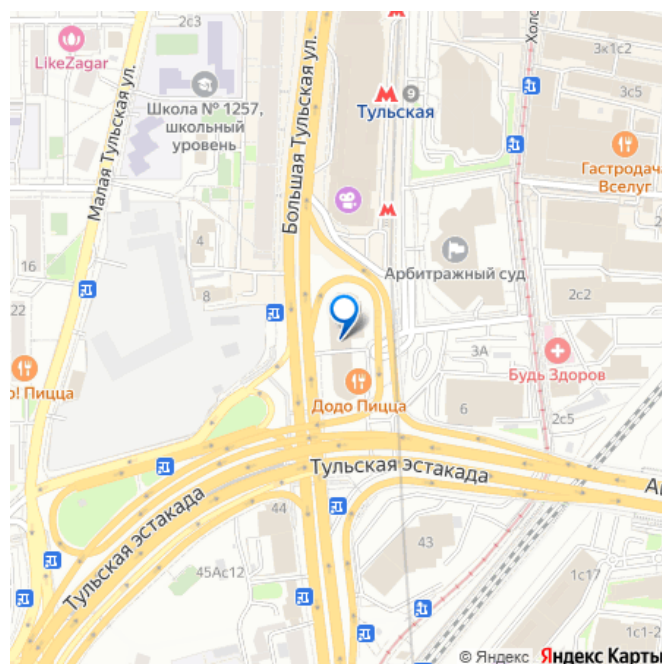 2с3
LikeZagar
Малая Тульская ул.
Школа № 1257,
школьный
уровень
Большая Тульская ул.
М
9
Тульская
М
Холо
3к1с2
3с5
Гастродача
Вселуг
Арбитражный суд
4
16
8
22
2с2
3А
Будь Здоров
о! Пицца
Додо Пицца
6
2с5
Тульская эстакада
Тульская эстакада
44
45Ас12
43
1с17
1с1-2
© Яндекс Яндекс Карты